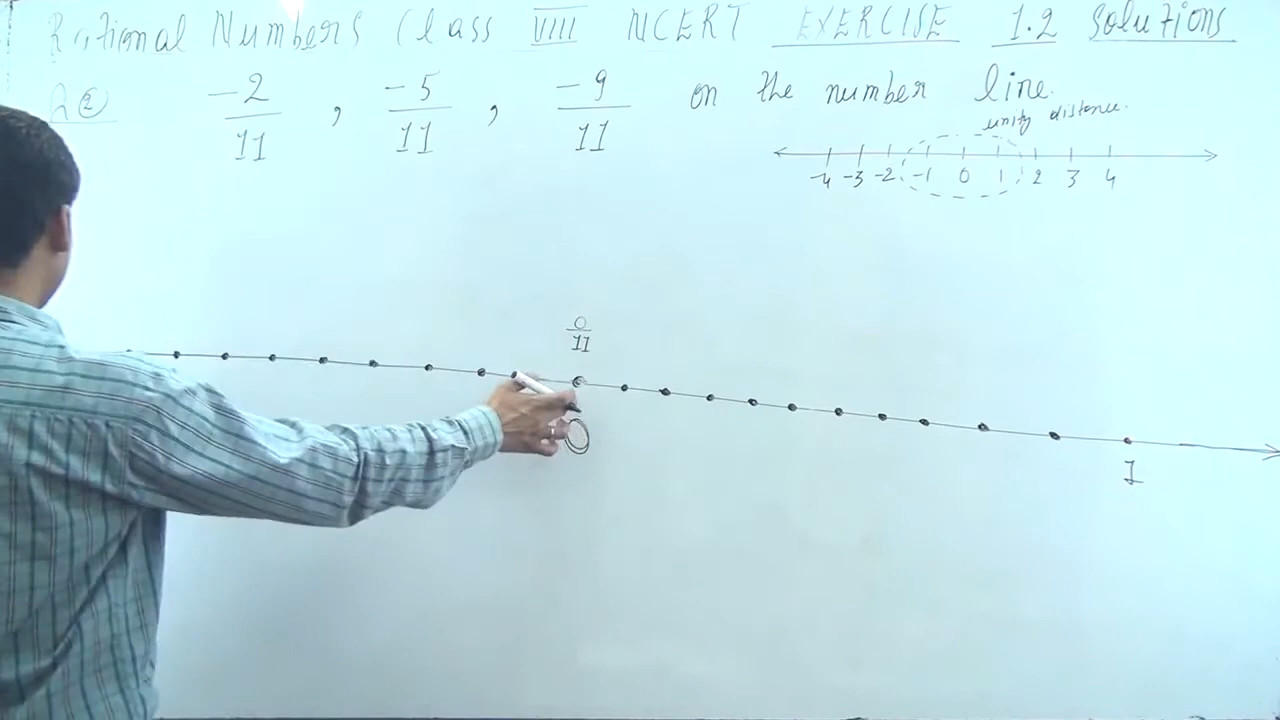 Rational Numbers Class VIII NCERT EXERCISE 1.2 Solutions
Q② -2/11 , -5/11 , -9/11 on the number line.
unity distance.
-4 -3 -2 -1 0 1 2 3 4
0/11
0
1